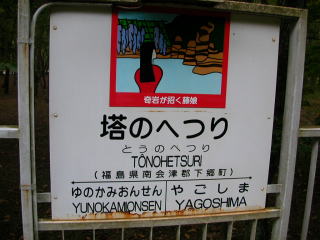 奇岩が招く藤娘
塔のへつり
とうのへつり
TŌNOHETSURI
(福島県南会津郡下郷町)
ゆのかみおんせん やごしま
YUNOKAMIONSEN YAGOSHIMA